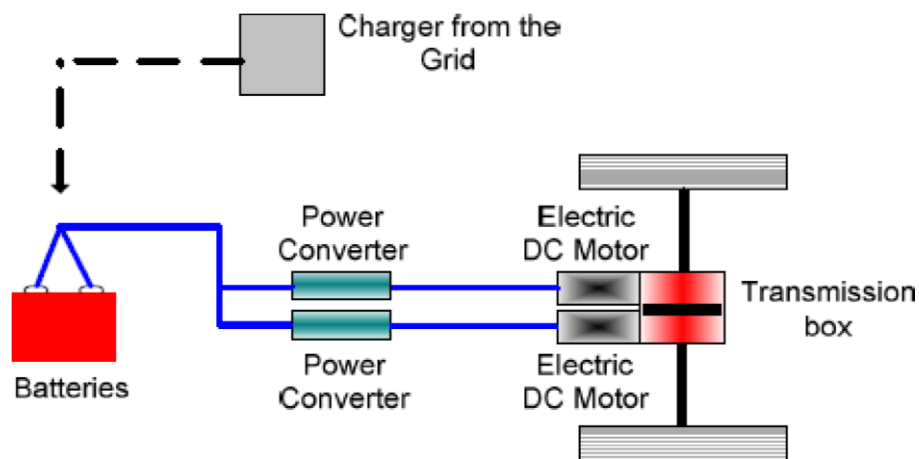 Charger from the
Grid
Power
Converter
Electric
DC Motor
Transmission
box
Batteries
Power
Converter
Electric
DC Motor